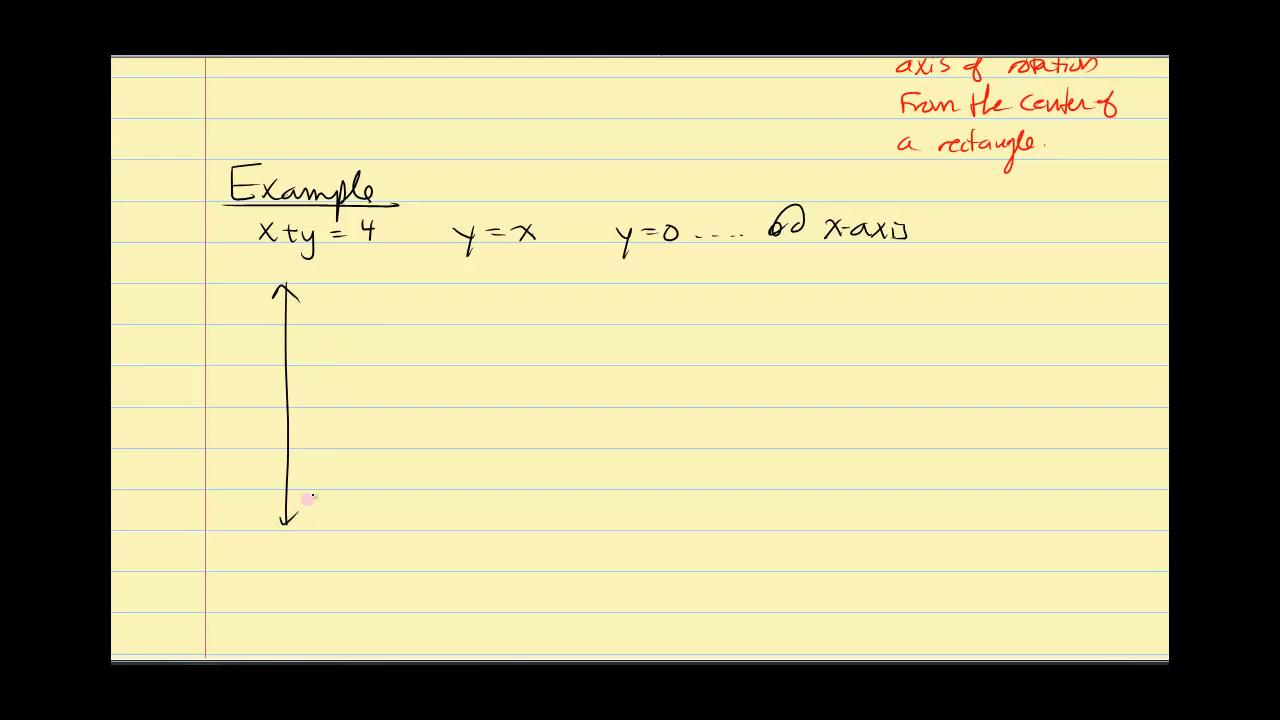 axis of rotation
From the center of
a rectangle.
Example
x+y = 4 y = x y = 0 ..... x-axis